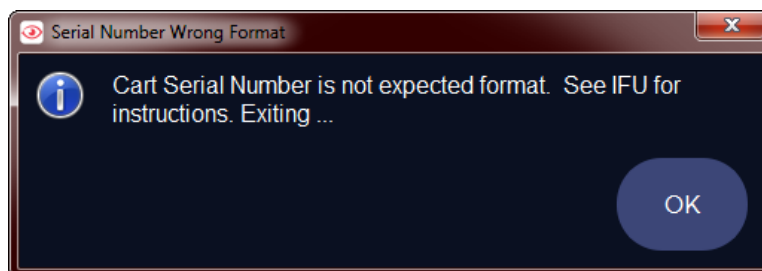 Serial Number Wrong Format
Cart Serial Number is not expected format.  See IFU for
instructions. Exiting ...
OK